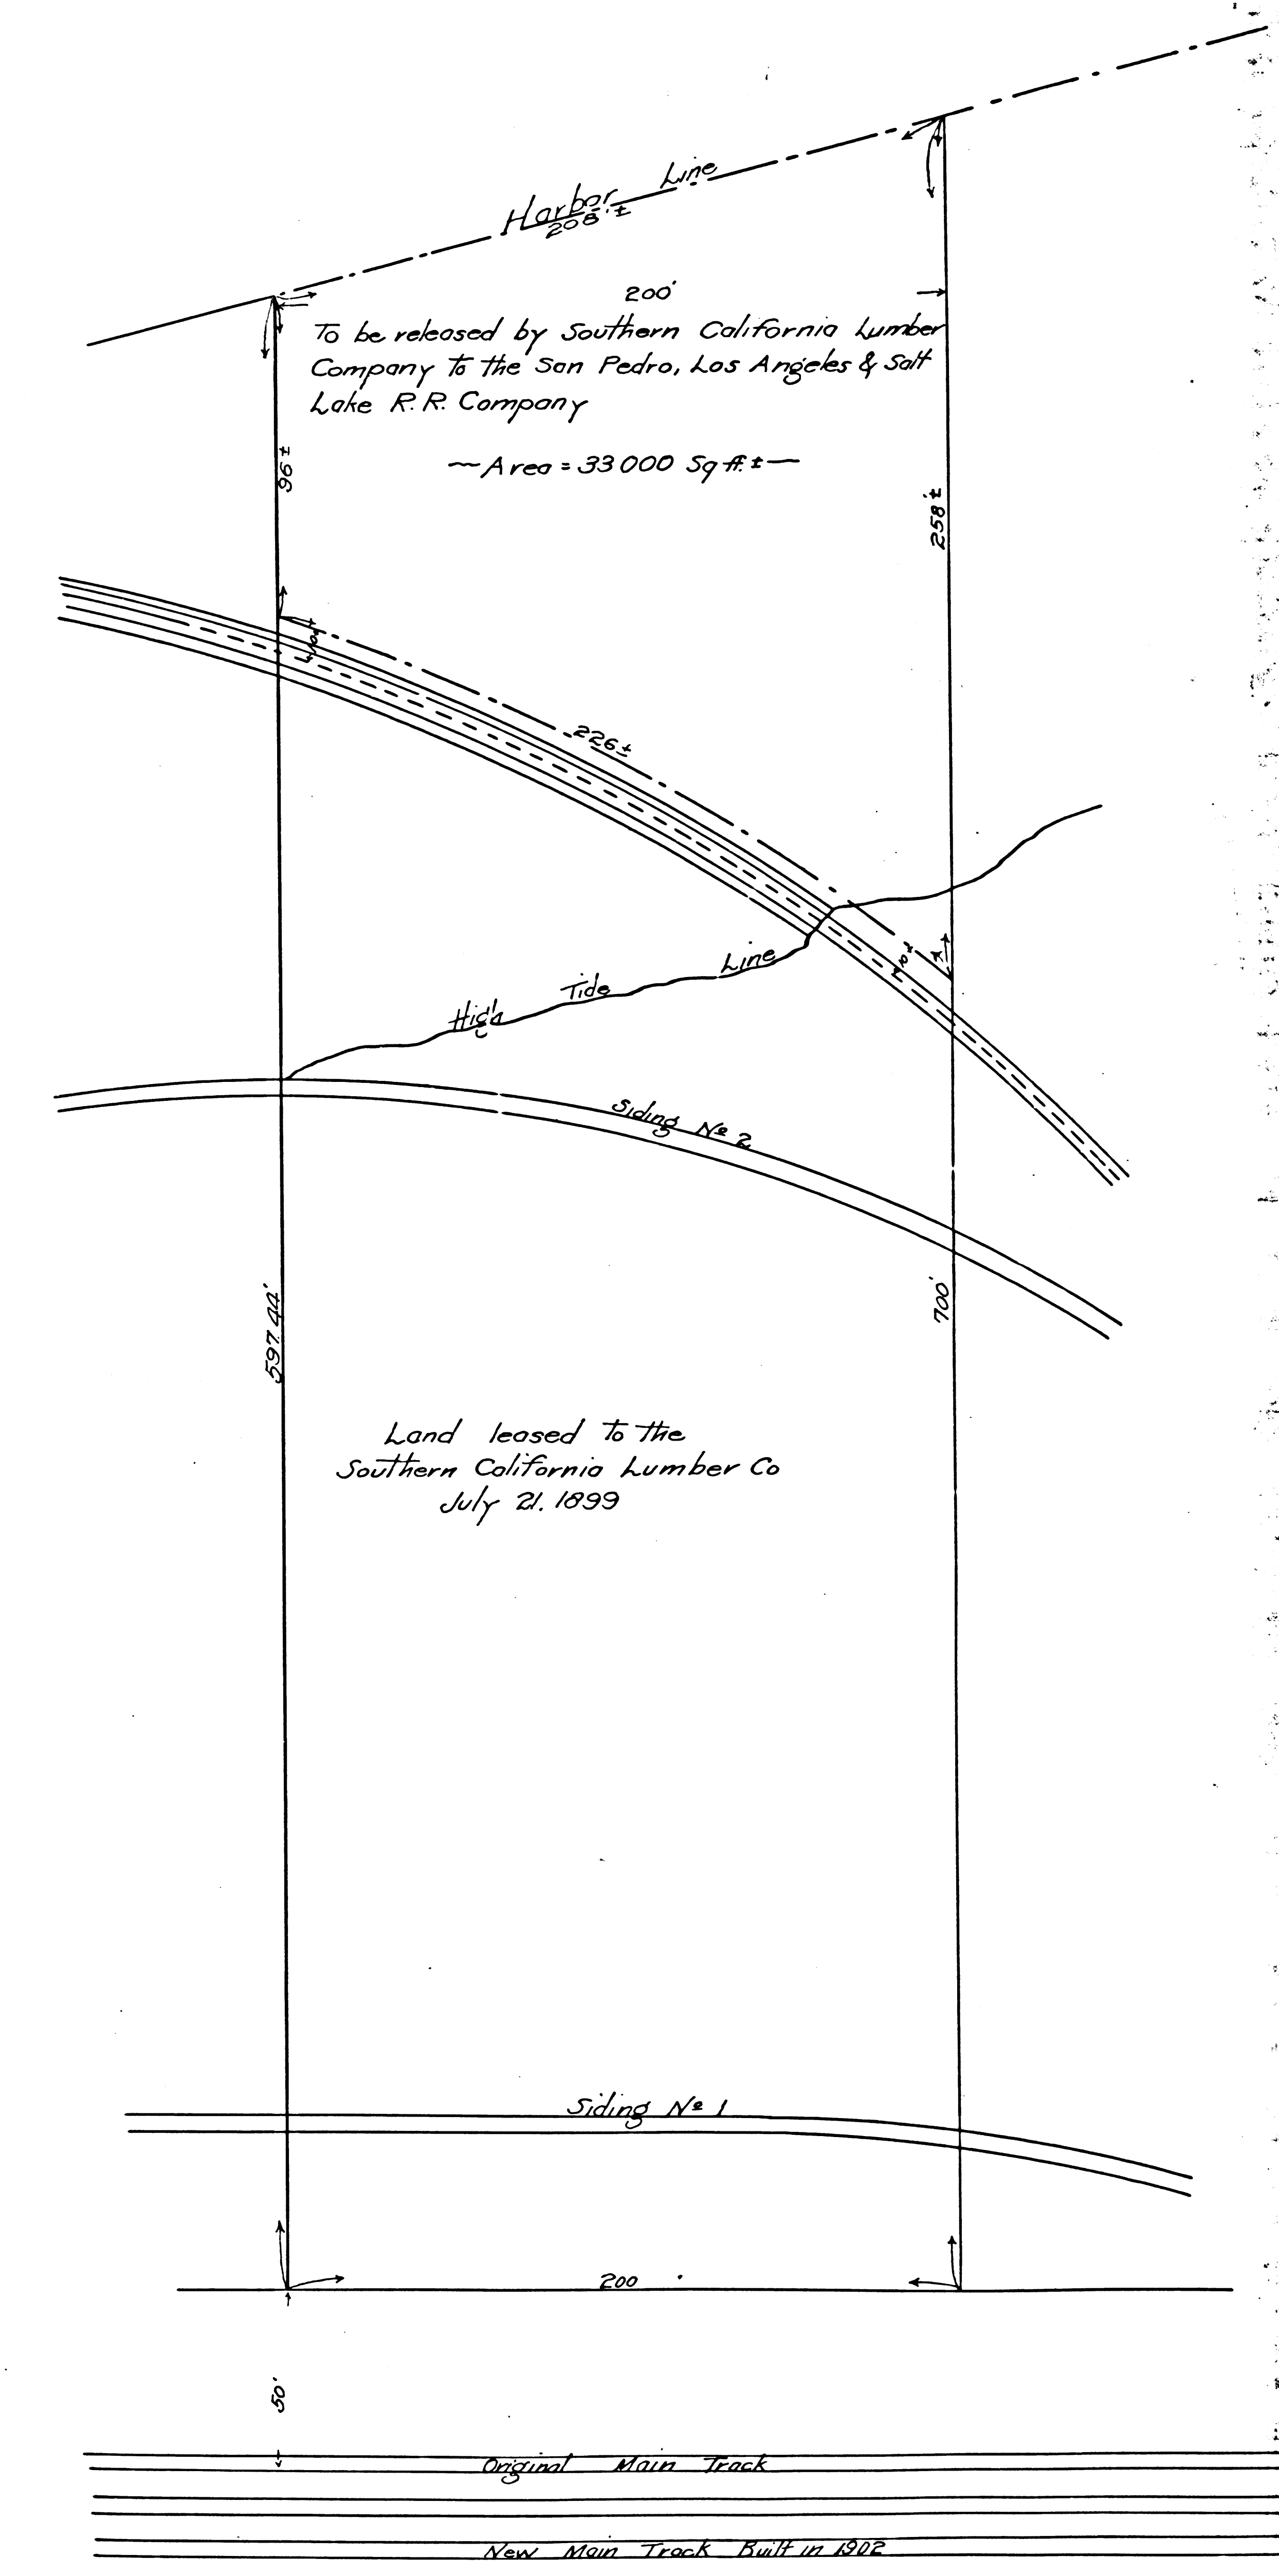 Harbor Line
208'±
200'
To be released by Southern California Lumber
Company to the San Pedro, Los Angeles & Salt
Lake R.R. Company
Area = 33000 Sq ft. ±
96±
258'±
226±
High Tide Line
Siding No 2
597.44'
700'
Land leased to the
Southern California Lumber Co
July 21. 1899
Siding No 1
200
50'
Original Main Track
New Main Track Built in 1902